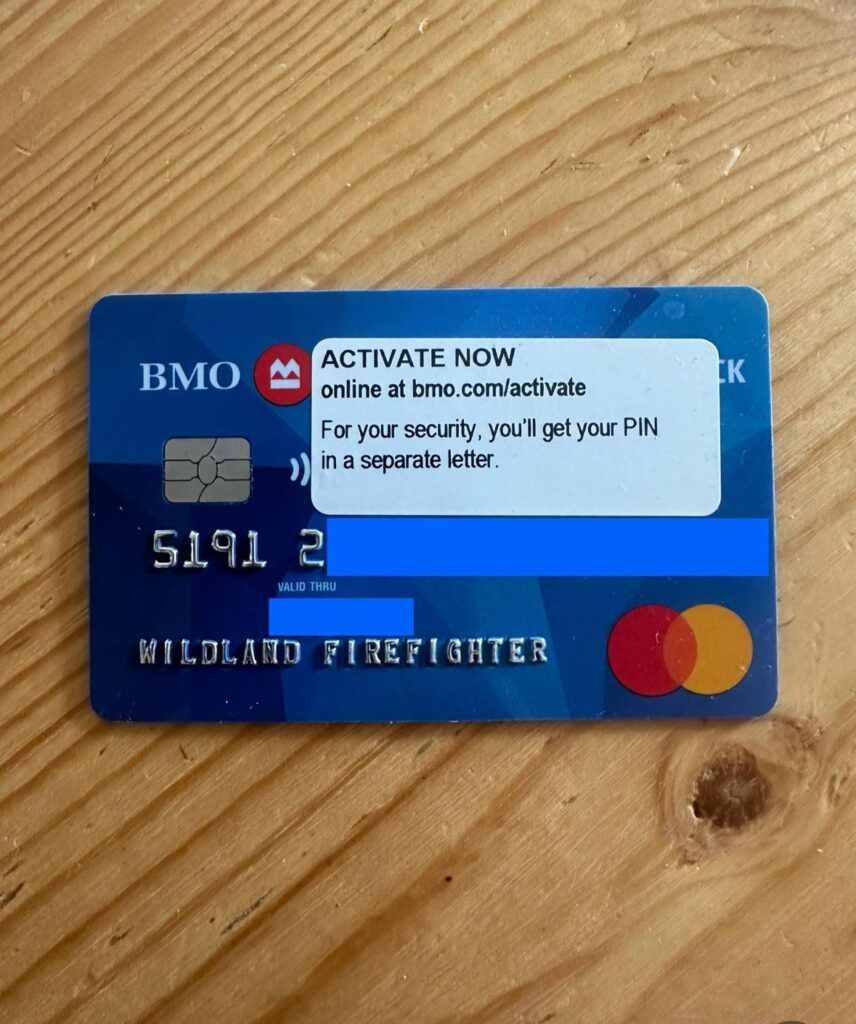 BMO
ACTIVATE NOW
online at bmo.com/activate
For your security, you'll get your PIN
in a separate letter.
CK
5191 2
VALID THRU
WILDLAND FIREFIGHTER